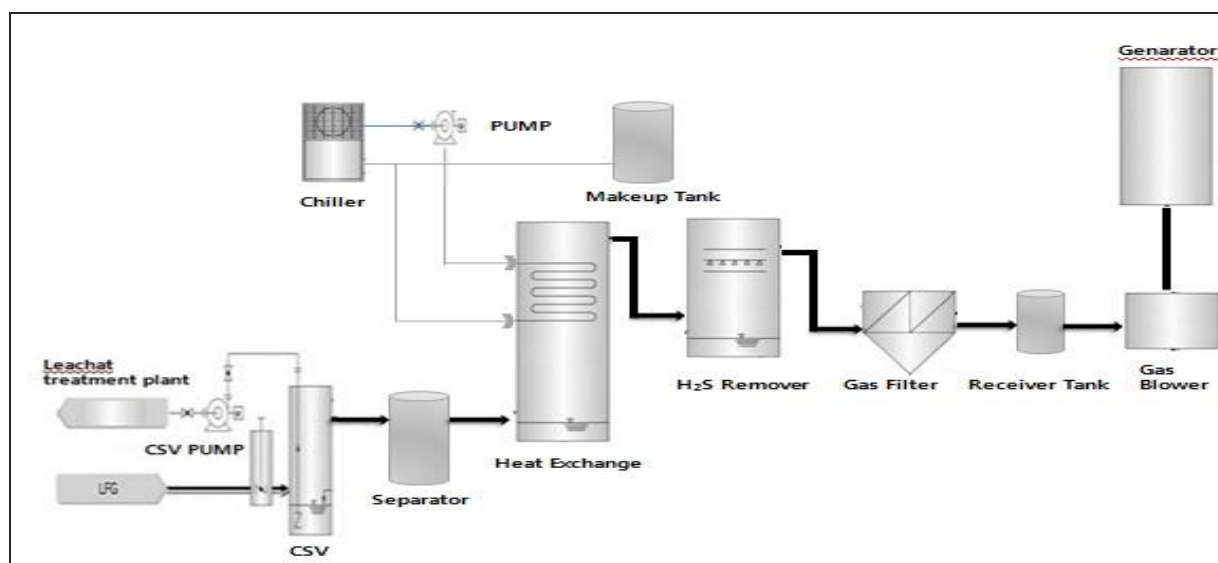 Genarator
PUMP
Chiller
Makeup Tank
Leachat
treatment plant
CSV PUMP
LFG
CSV
Separator
Heat Exchange
H₂S Remover
Gas Filter
Receiver Tank
Gas
Blower